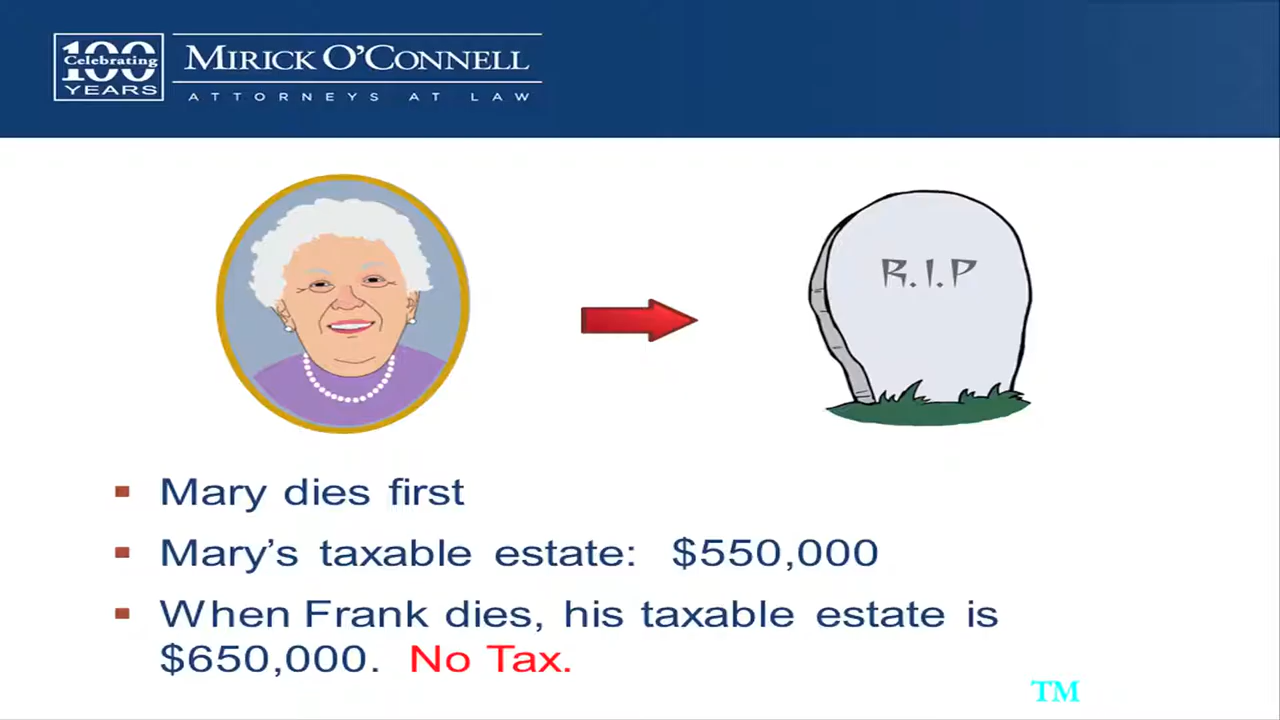 100
Celebrating
YEARS
MIRICK O'CONNELL
ATTORNEYS AT LAW
R.I.P
▪ Mary dies first
▪ Mary’s taxable estate: $550,000
▪ When Frank dies, his taxable estate is
$650,000. No Tax.
TM